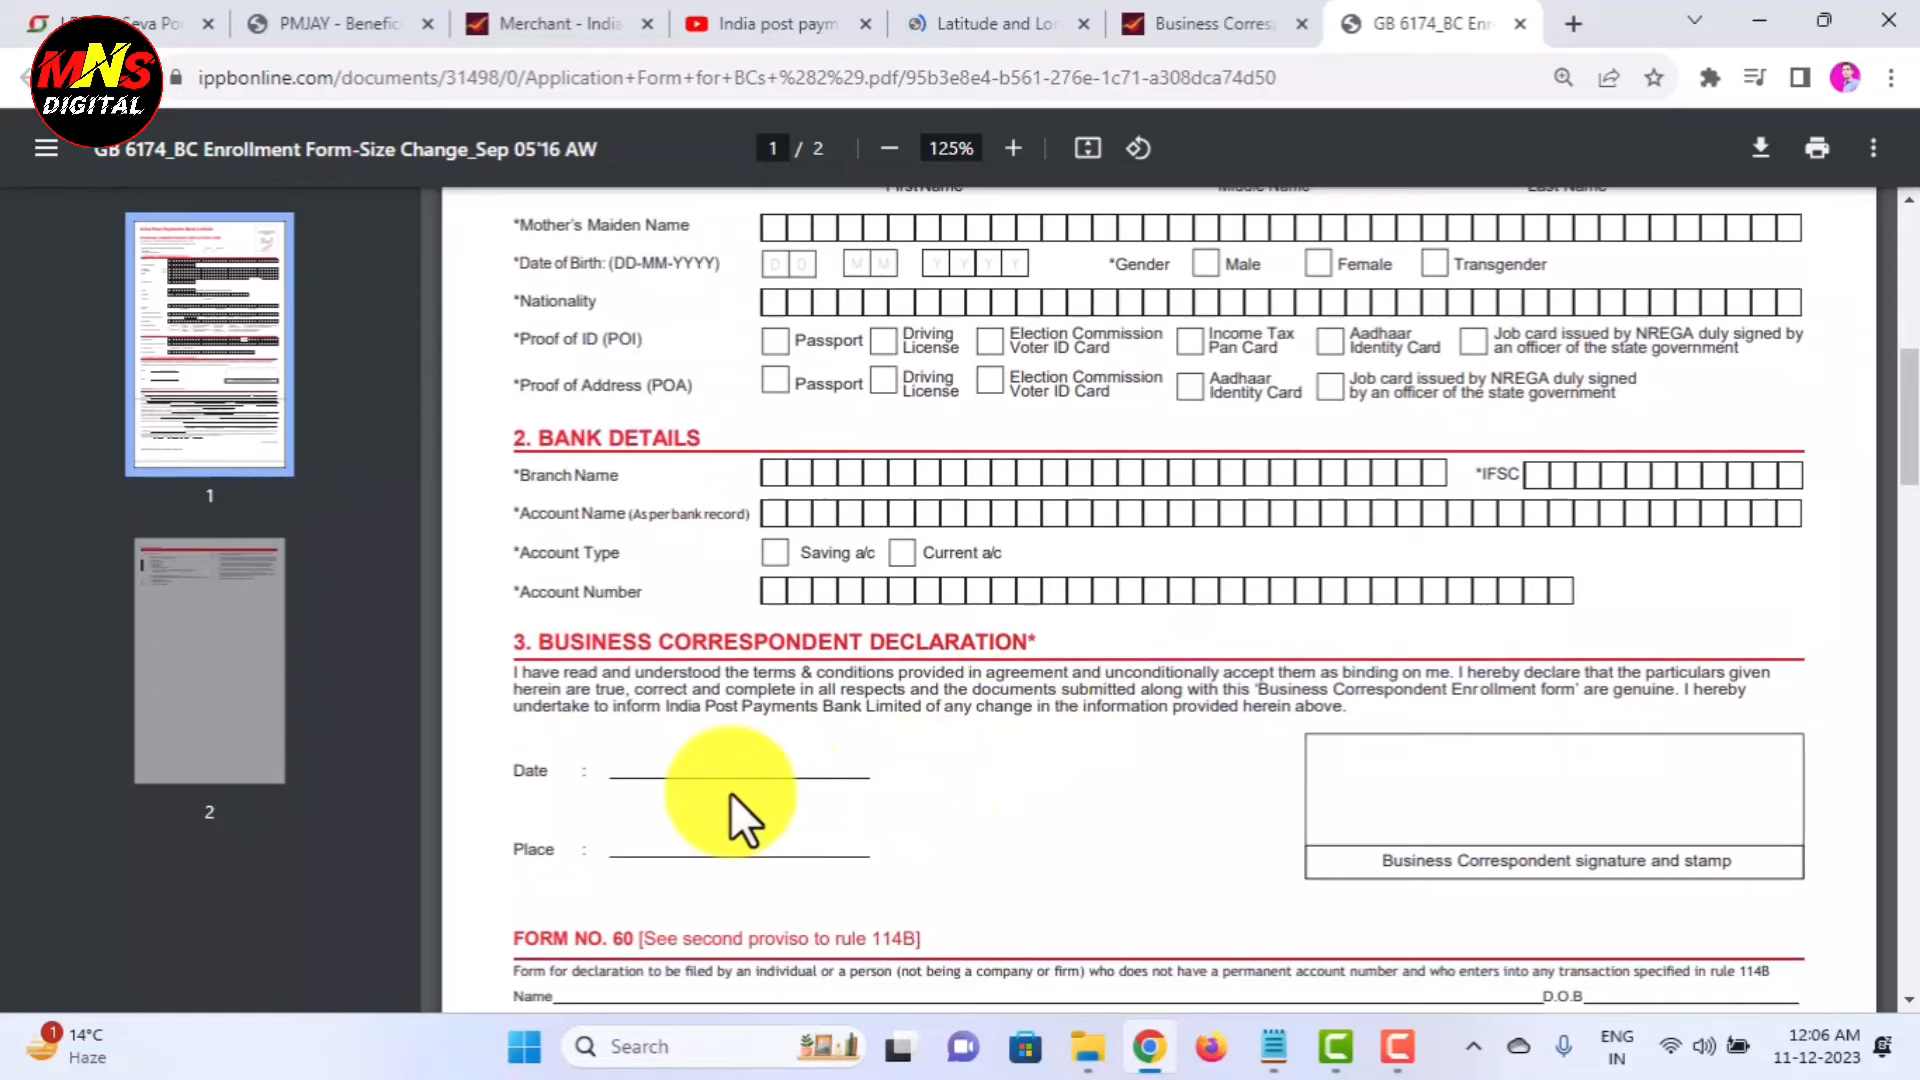 Seva Po
PMJAY - Benefic
Merchant - India
India post paym
Latitude and Lon
Business Corres
GB 6174_BC Enr
MNS
DIGITAL
ippbonline.com/documents/31498/0/Application+Form+for+BCs+%282%29.pdf/95b3e8e4-b561-276e-1c71-a308dca74d50
GB 6174_BC Enrollment Form-Size Change_Sep 05'16 AW
1 / 2
125%
First Name Middle Name Last Name
*Mother's Maiden Name
*Date of Birth: (DD-MM-YYYY) D D M M Y Y Y Y *Gender Male Female Transgender
*Nationality
*Proof of ID (POI) Passport Driving License Election Commission Voter ID Card Income Tax Pan Card Aadhaar Identity Card Job card issued by NREGA duly signed by an officer of the state government
*Proof of Address (POA) Passport Driving License Election Commission Voter ID Card Aadhaar Identity Card Job card issued by NREGA duly signed by an officer of the state government
2. BANK DETAILS
*Branch Name *IFSC
*Account Name (As per bank record)
*Account Type Saving a/c Current a/c
*Account Number
3. BUSINESS CORRESPONDENT DECLARATION*
I have read and understood the terms & conditions provided in agreement and unconditionally accept them as binding on me. I hereby declare that the particulars given
herein are true, correct and complete in all respects and the documents submitted along with this 'Business Correspondent Enrollment form' are genuine. I hereby
undertake to inform India Post Payments Bank Limited of any change in the information provided herein above.
Date :
Place :
Business Correspondent signature and stamp
FORM NO. 60 [See second proviso to rule 114B]
Form for declaration to be filed by an individual or a person (not being a company or firm) who does not have a permanent account number and who enters into any transaction specified in rule 114B
Name D.O.B
1
2
1
14°C
Haze
Search
ENG
IN
12:06 AM
11-12-2023